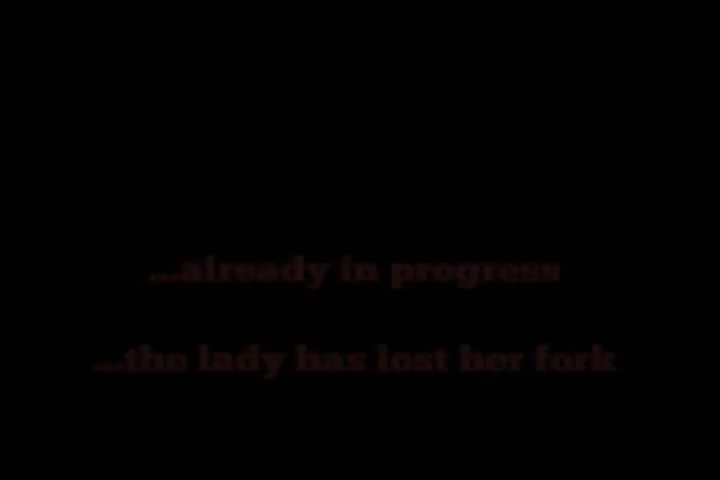 ...already in progress
...the lady has lost her fork